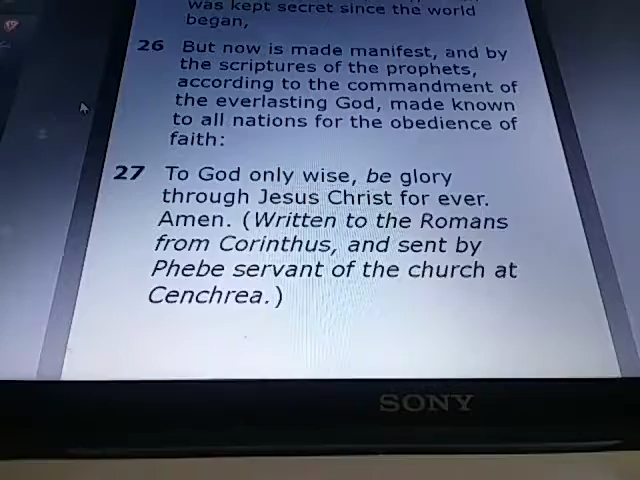 was kept secret since the world
began,
26 But now is made manifest, and by
the scriptures of the prophets,
according to the commandment of
the everlasting God, made known
to all nations for the obedience of
faith:
27 To God only wise, be glory
through Jesus Christ for ever.
Amen. (Written to the Romans
from Corinthus, and sent by
Phebe servant of the church at
Cenchrea.)
SONY